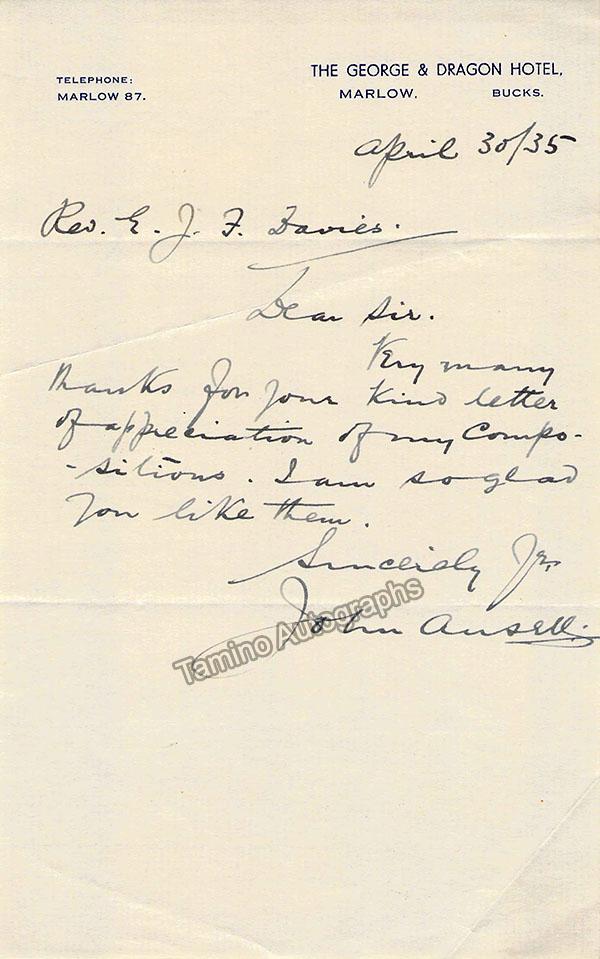 TELEPHONE:
MARLOW 87.
THE GEORGE & DRAGON HOTEL,
MARLOW. BUCKS.
April 30/35
Rev. E. J. F. Davies.
Dear Sir.
Very many
thanks for your kind letter
of appreciation of my Compo-
-sitions. I am so glad
you like them.
Sincerely Yrs
John Ansell.
Tamino Autographs